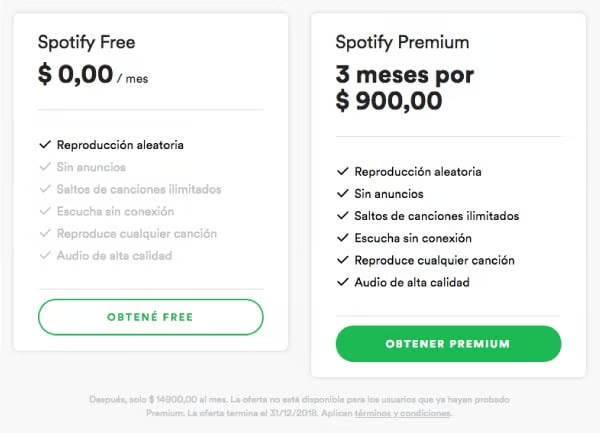 Spotify Free
$ 0,00 / mes
Reproducción aleatoria
Sin anuncios
Saltos de canciones ilimitados
Escucha sin conexión
Reproduce cualquier canción
Audio de alta calidad
OBTENÉ FREE
Spotify Premium
3 meses por
$ 900,00
Reproducción aleatoria
Sin anuncios
Saltos de canciones ilimitados
Escucha sin conexión
Reproduce cualquier canción
Audio de alta calidad
OBTENER PREMIUM
Después, solo $ 14900,00 al mes. La oferta no está disponible para los usuarios que ya hayan probado
Premium. La oferta termina el 31/12/2018. Aplican términos y condiciones.